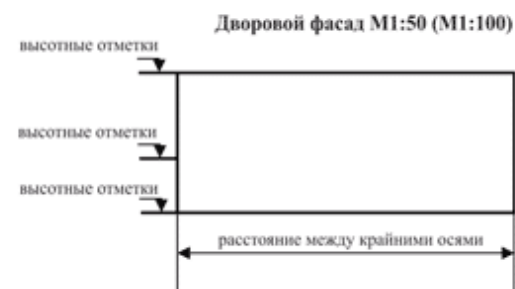 Дворовой фасад М1:50 (М1:100)
высотные отметки
высотные отметки
высотные отметки
расстояние между крайними осями